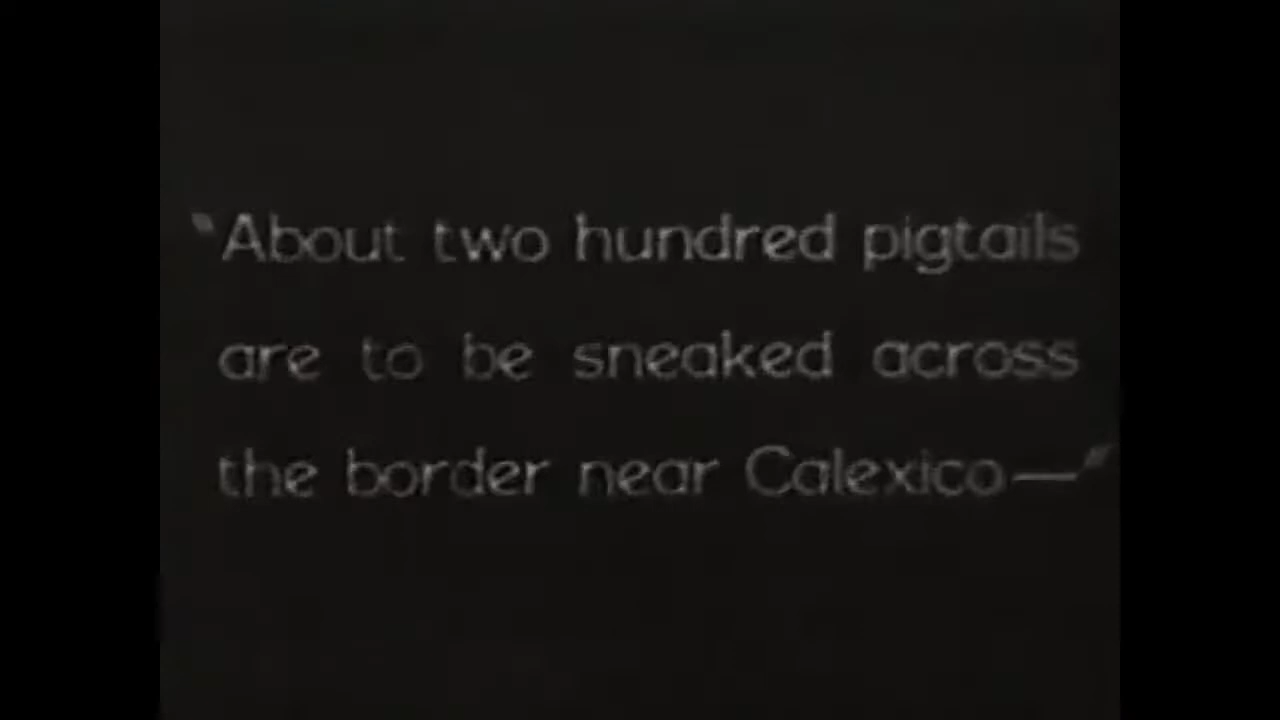 "About two hundred pigtails
are to be sneaked across
the border near Calexico—"